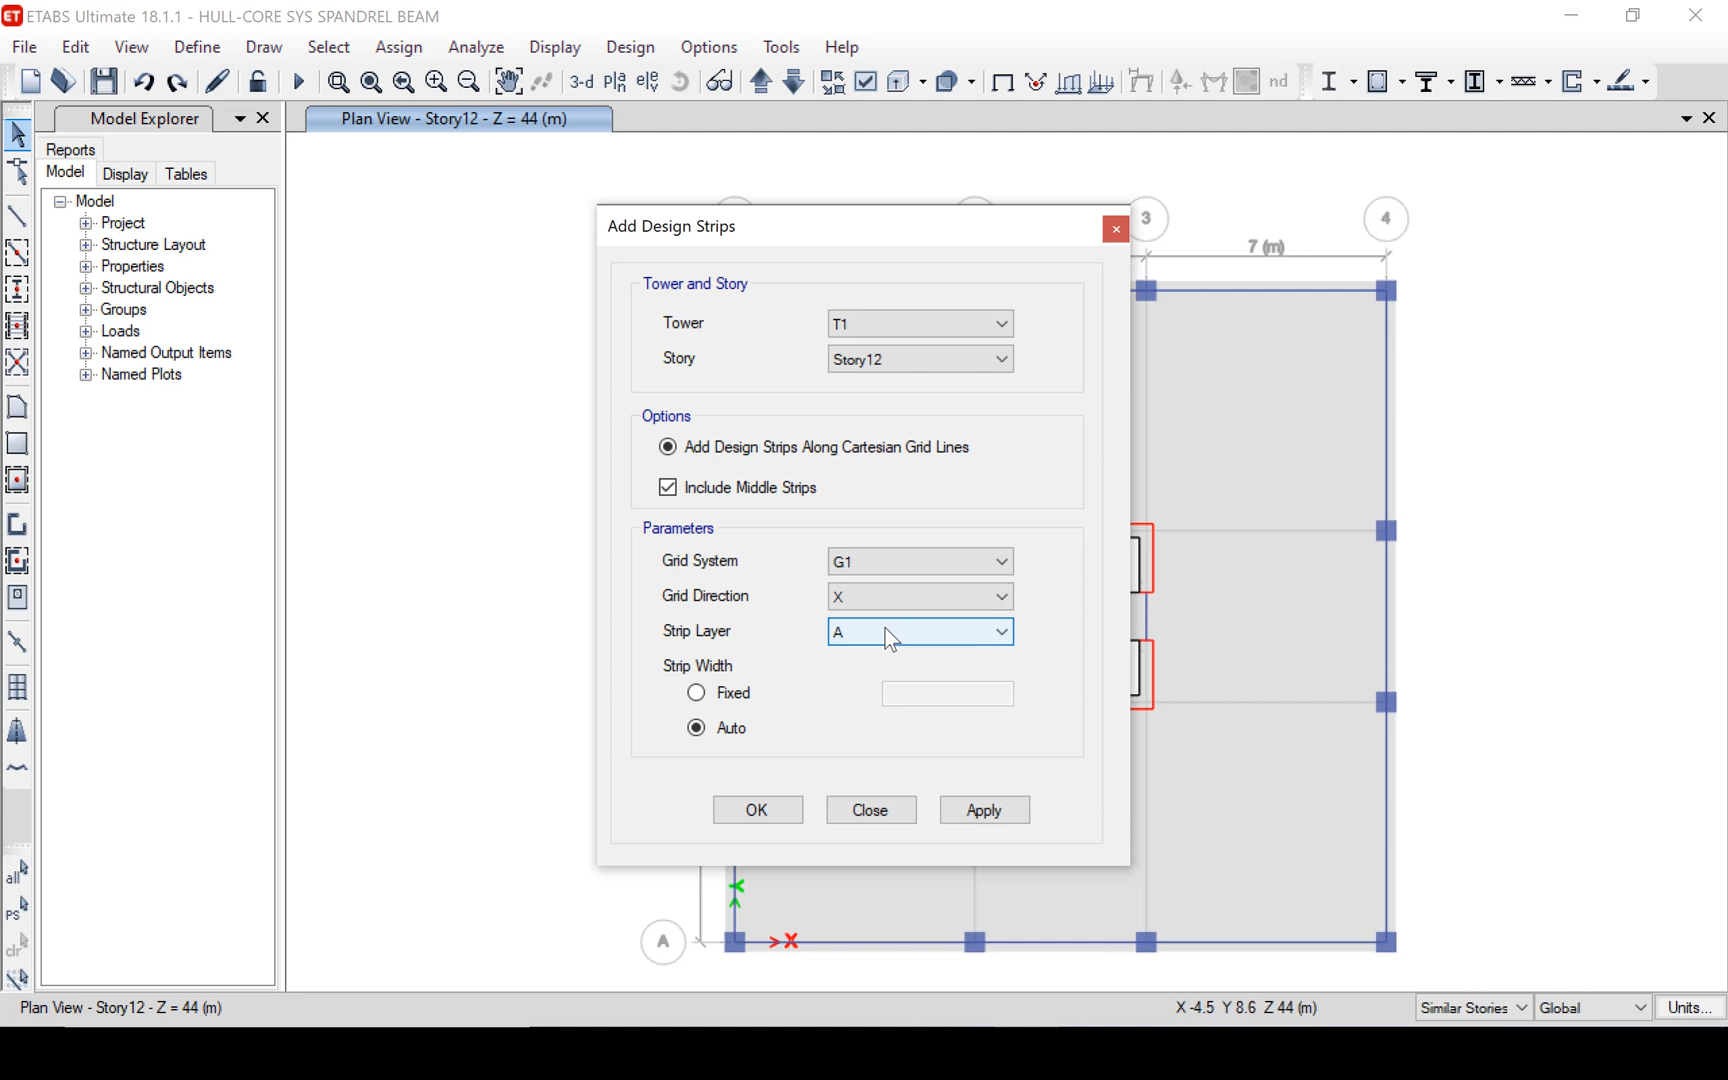 ET ETABS Ultimate 18.1.1 - HULL-CORE SYS SPANDREL BEAM
File Edit View Define Draw Select Assign Analyze Display Design Options Tools Help
3-d nd
Model Explorer
Plan View - Story12 - Z = 44 (m)
Reports
Model Display Tables
Model
Project
Structure Layout
Properties
Structural Objects
Groups
Loads
Named Output Items
Named Plots
Add Design Strips
Tower and Story
Tower T1
Story Story12
Options
Add Design Strips Along Cartesian Grid Lines
Include Middle Strips
Parameters
Grid System G1
Grid Direction X
Strip Layer A
Strip Width
Fixed
Auto
OK Close Apply
3 4
7 (m)
A
X
all
PS
clr
Plan View - Story12 - Z = 44 (m)
X -4.5 Y 8.6 Z 44 (m)
Similar Stories Global Units...